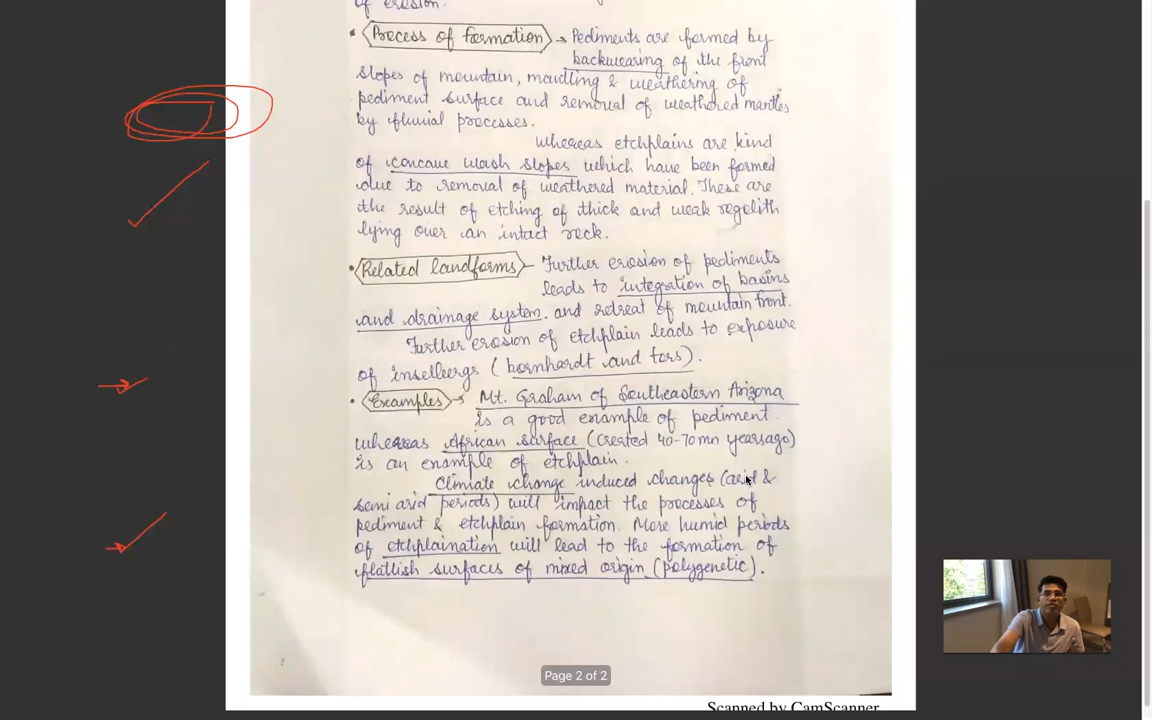 of erosion.
• Process of formation → Pediments are formed by
backwearing of the front
slopes of mountain, mantling & weathering of
pediment surface and removal of weathered mantles
by fluvial processes.
whereas etchplains are kind
of concave wash slopes which have been formed
due to removal of weathered material. These are
the result of etching of thick and weak regolith
lying over an intact rock.
• Related landforms – Further erosion of pediments
leads to integration of basins
and drainage system. and retreat of mountain front.
Further erosion of etchplain leads to exposure
of inselbergs (bornhardt and tors).
• Examples → Mt. Graham of Southeastern Arizona
is a good example of pediment.
whereas African surface (created 40-70mn years ago)
is an example of etchplain.
Climate change induced changes (arid &
semi arid periods) will impact the processes of
pediment & etchplain formation. More humid periods
of etchplaination will lead to the formation of
flattish surfaces of mixed origin (polygenetic).
Page 2 of 2
Scanned by CamScanner